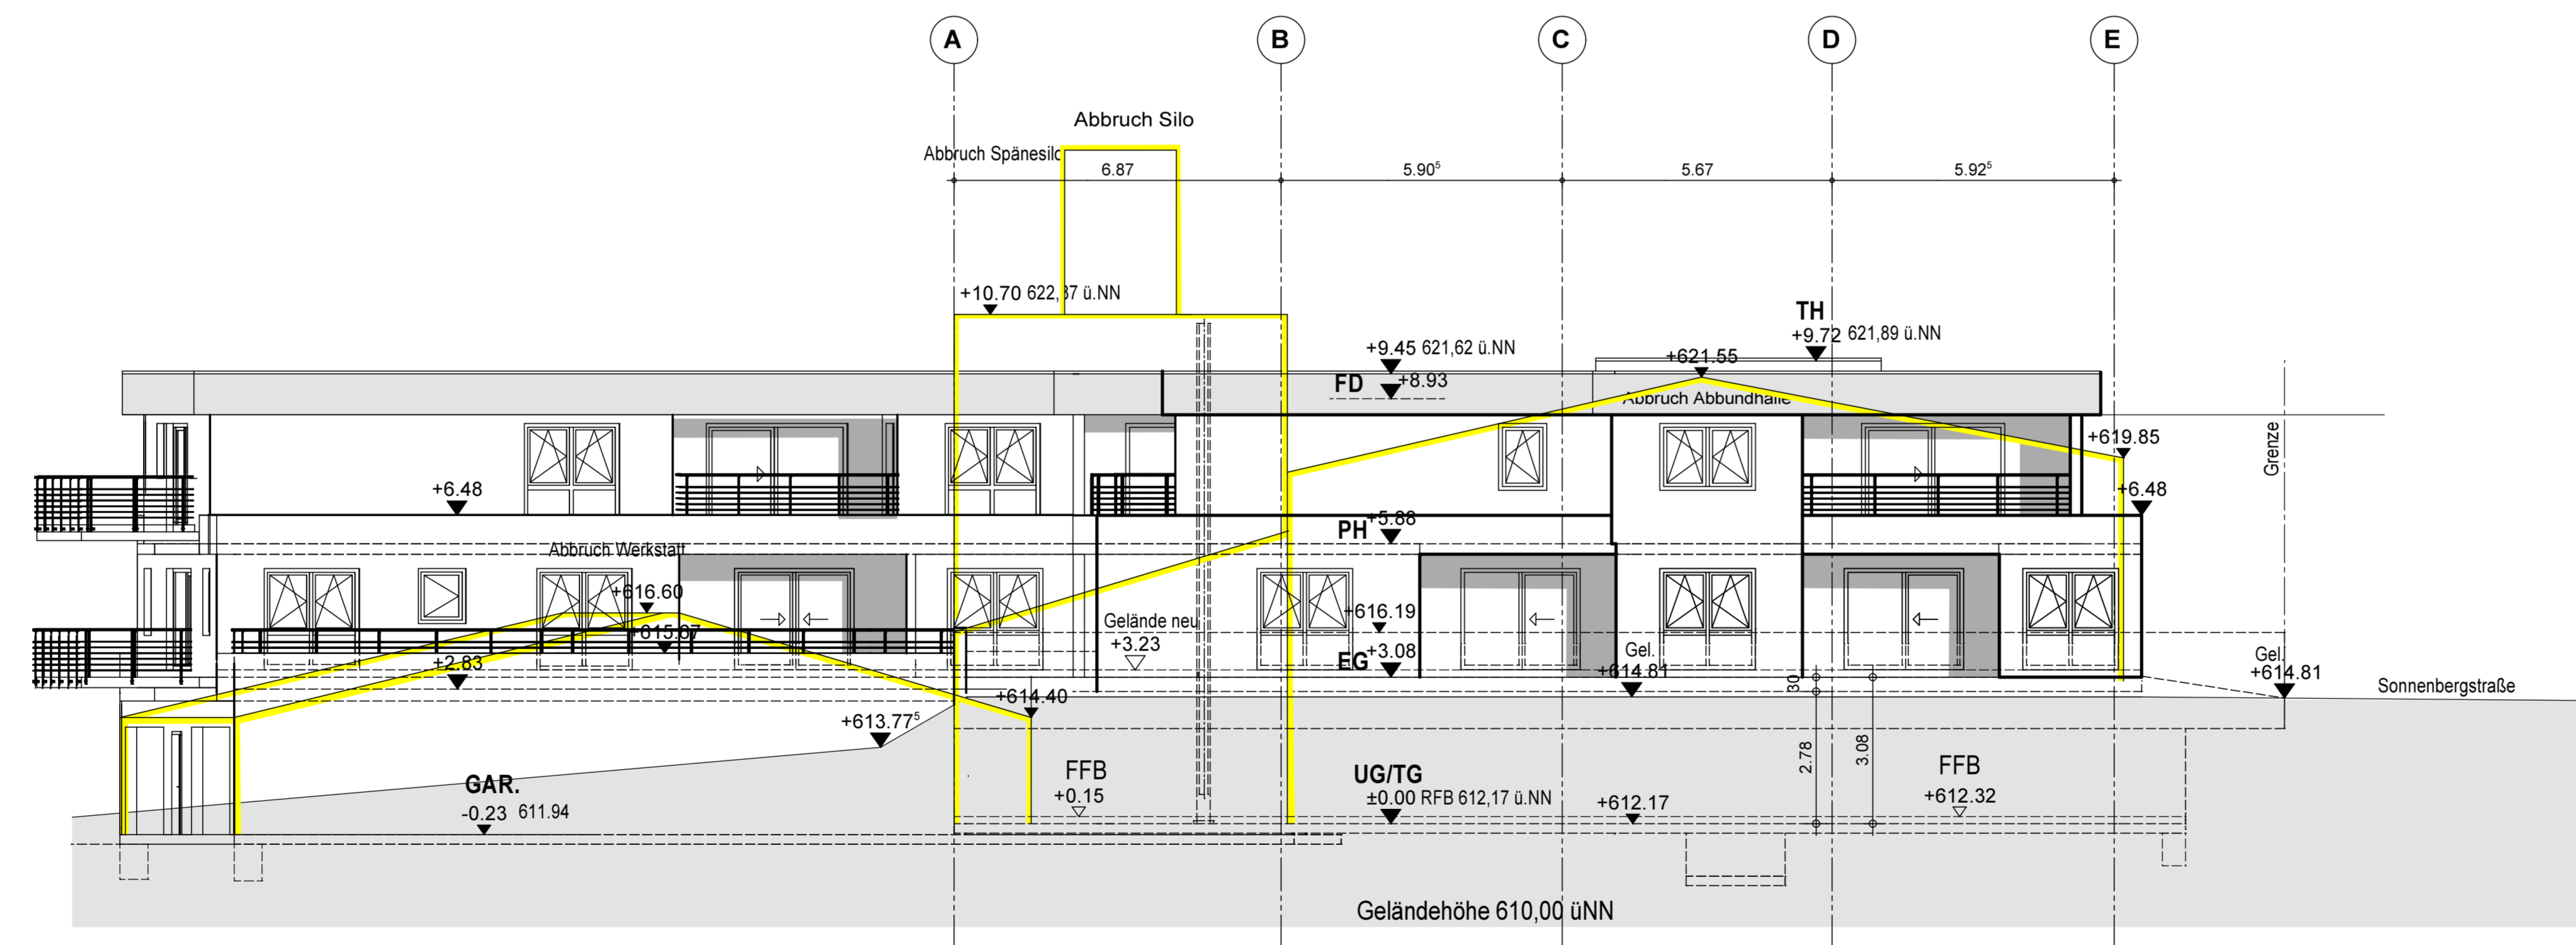 A B C D E
Abbruch Silo
Abbruch Spänesilo
6.87 5.90⁵ 5.67 5.92⁵
+10.70 622,37 ü.NN
TH
+9.72 621,89 ü.NN
+9.45 621,62 ü.NN
+621.55
FD +8.93
Abbruch Abbundhalle
+619.85
Grenze
+6.48
+6.48
PH +5.88
Abbruch Werkstatt
+616.60
+616.19
Gelände neu
+3.23
+615.67
EG +3.08
Gel.
+614.81
Gel.
+614.81
+2.83
30
Sonnenbergstraße
+614.40
+613.77⁵
2.78
3.08
FFB
+0.15
UG/TG
±0.00 RFB 612,17 ü.NN
+612.17
FFB
+612.32
GAR.
-0.23 611.94
Geländehöhe 610,00 üNN